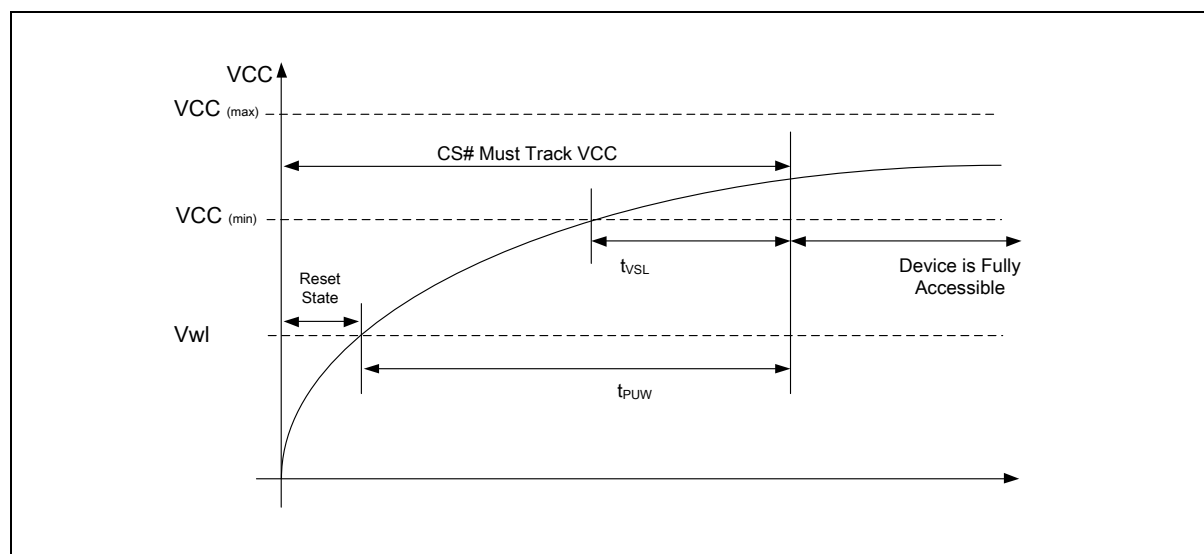 VCC
VCC (max)
CS# Must Track VCC
VCC (min)
tVSL
Device is Fully
Accessible
Reset
State
Vwl
tPUW